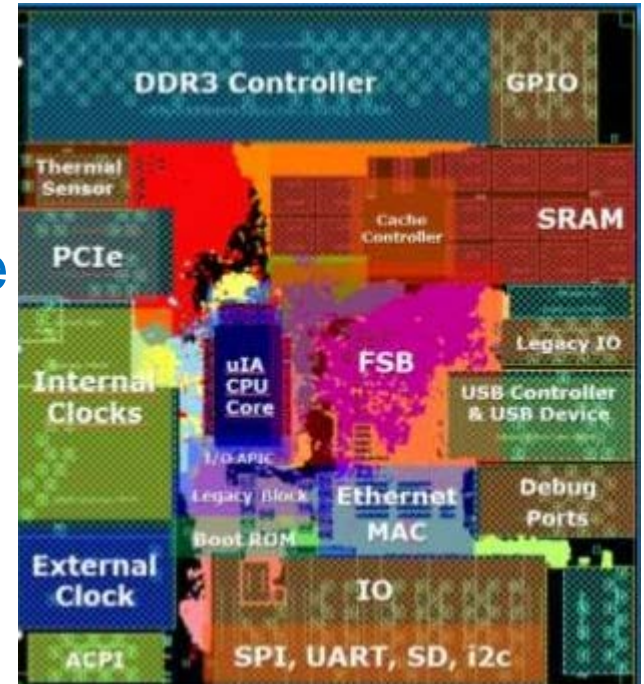 DDR3 Controller
GPIO
Thermal
Sensor
Cache
Controller
SRAM
PCIe
e
Legacy IO
uIA
CPU
Core
FSB
Internal
Clocks
USB Controller
& USB Device
I/O APIC
Legacy Block
Ethernet
MAC
Debug
Ports
Boot ROM
External
Clock
IO
ACPI
SPI, UART, SD, i2c